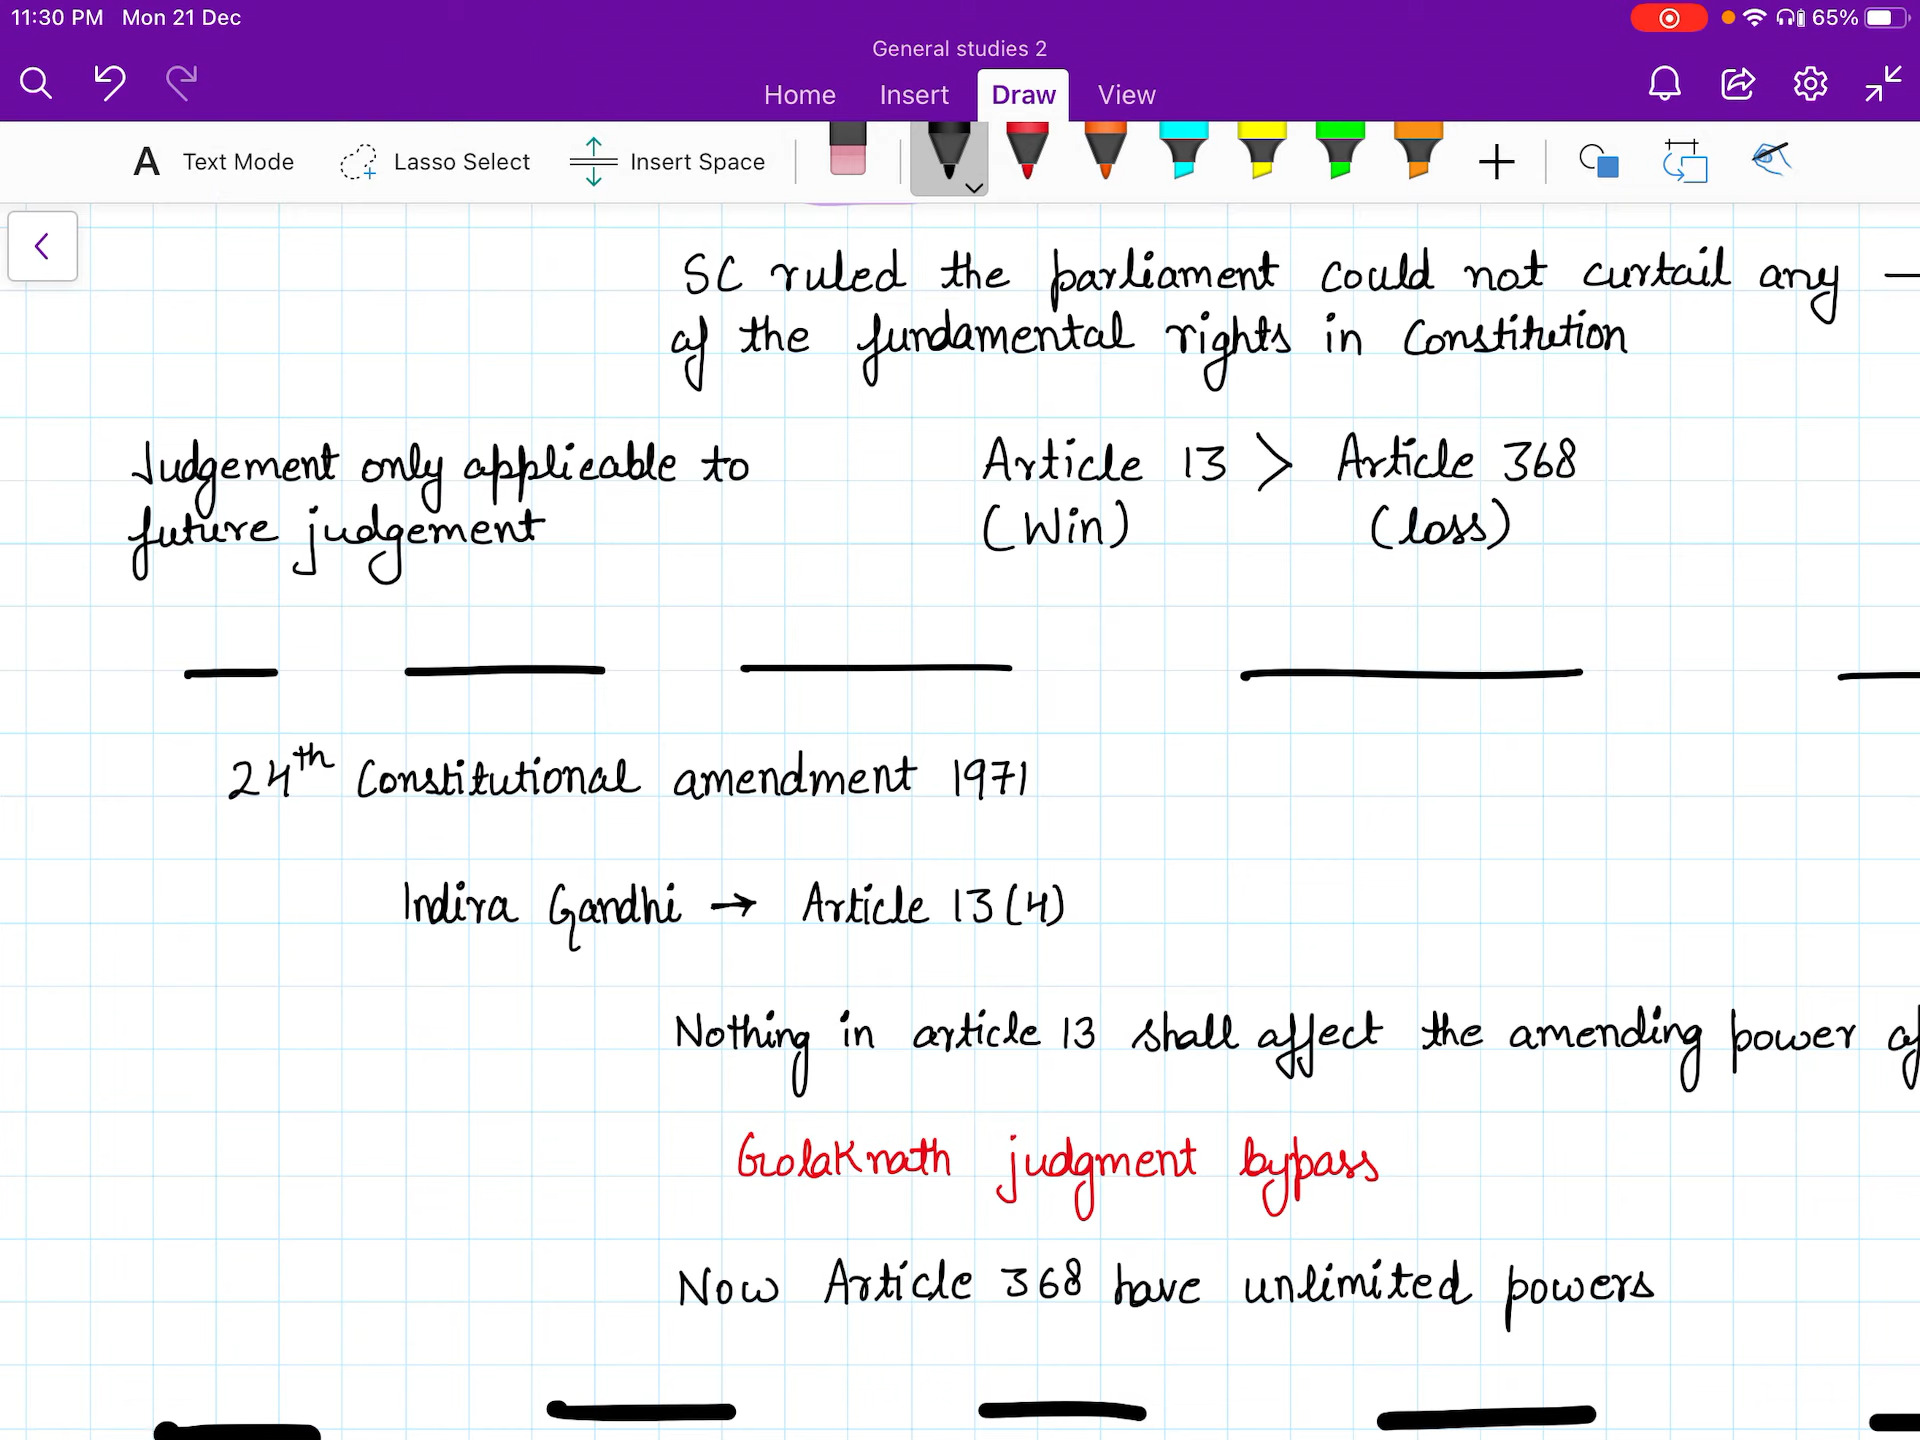 11:30 PM Mon 21 Dec
65%
General studies 2
Home Insert Draw View
A Text Mode Lasso Select Insert Space
SC ruled the parliament could not curtail any
of the fundamental rights in Constitution
Judgement only applicable to
future judgement
Article 13 > Article 368
(Win) (loss)
24th Constitutional amendment 1971
Indira Gandhi → Article 13(4)
Nothing in article 13 shall affect the amending power of
Golaknath judgment bypass
Now Article 368 have unlimited powers